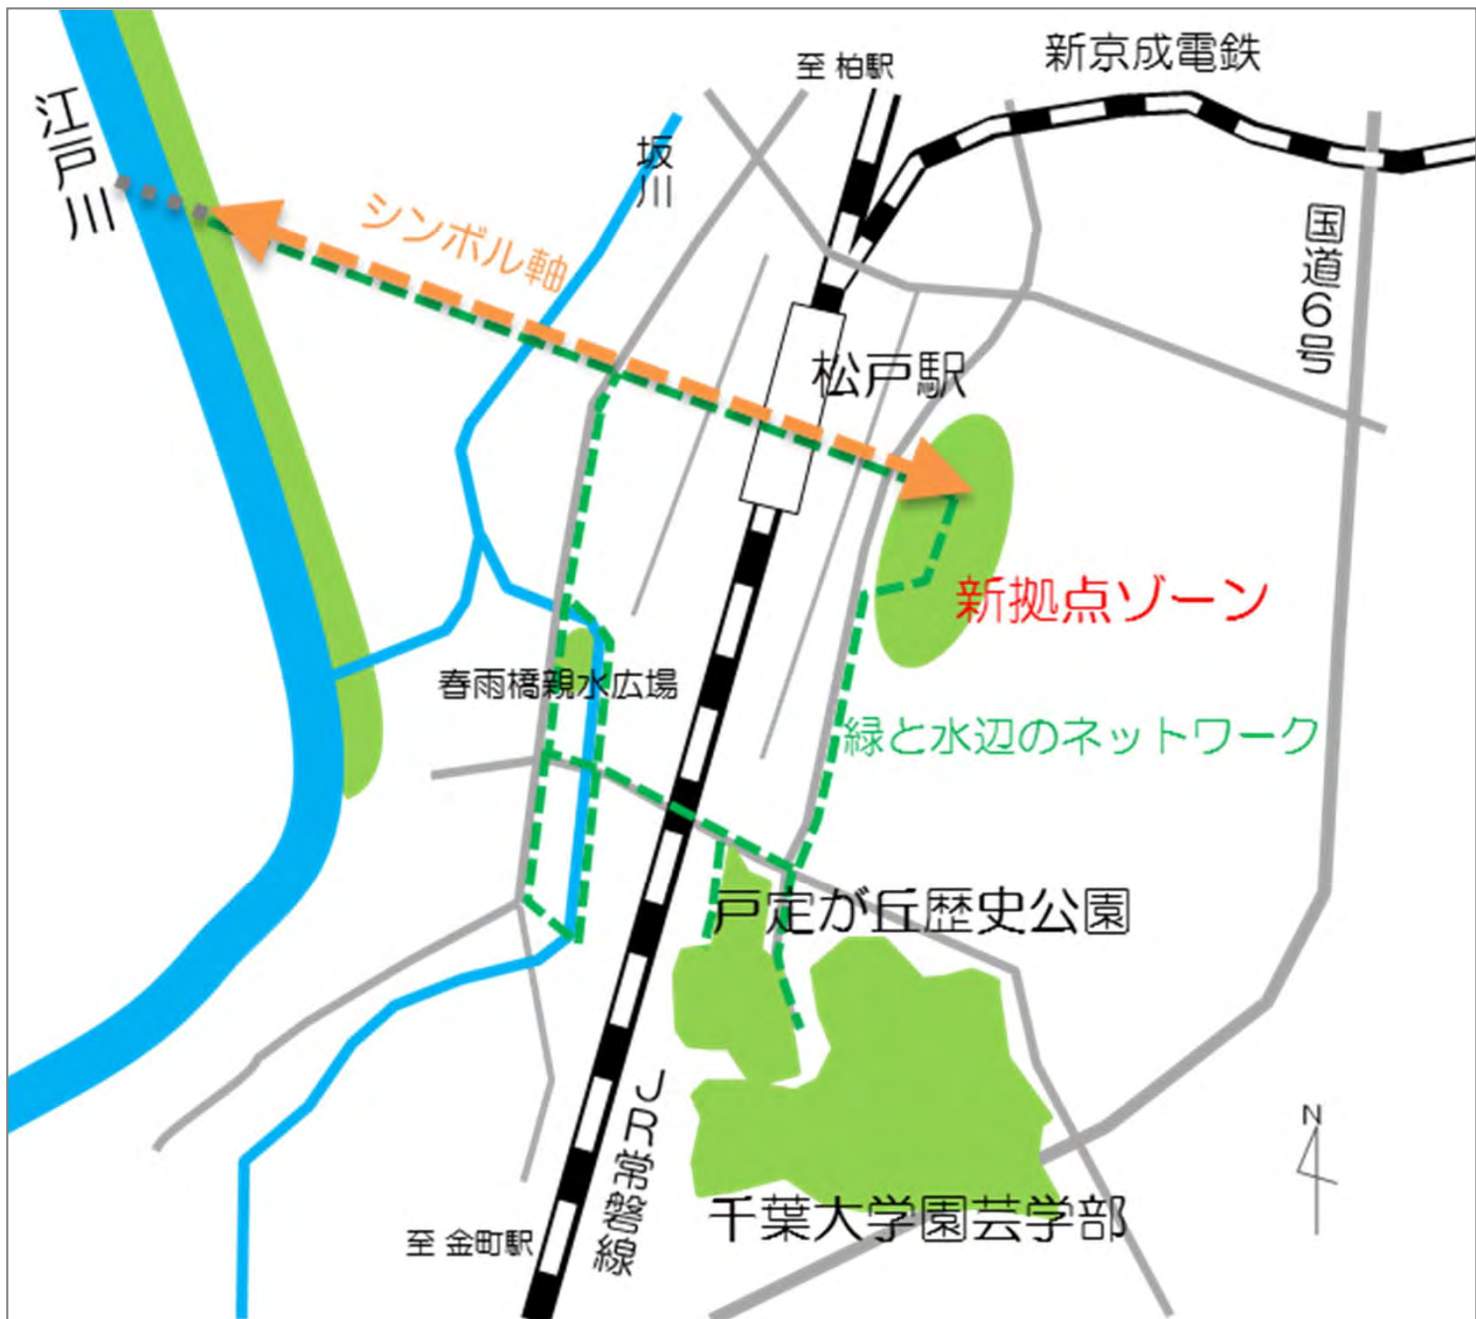 至 柏駅
新京成電鉄
江戸川
坂川
シンボル軸
国道6号
松戸駅
新拠点ゾーン
春雨橋親水広場
緑と水辺のネットワーク
戸定が丘歴史公園
JR常磐線
N
千葉大学園芸学部
至 金町駅